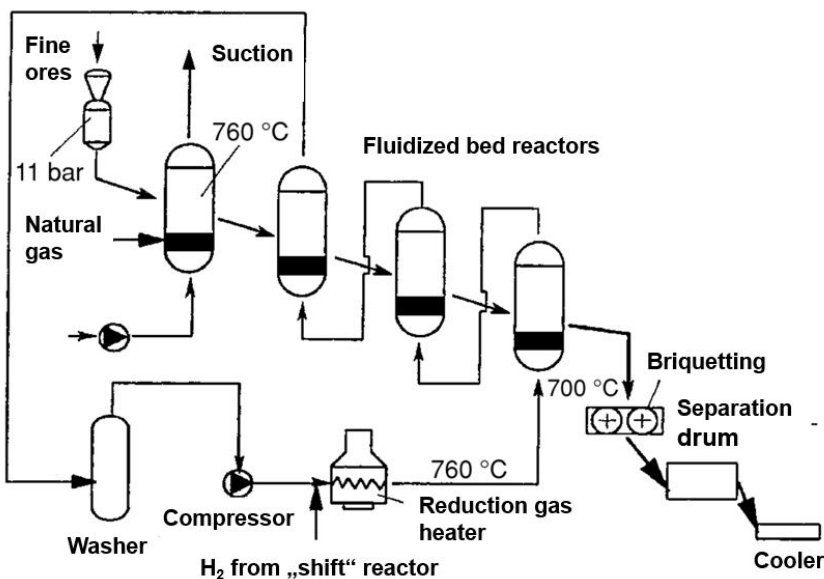 Fine
ores
Suction
760 °C
11 bar
Fluidized bed reactors
Natural
gas
700 °C
Briquetting
Separation
drum
760 °C
Compressor
Reduction gas
heater
Washer
H₂ from „shift“ reactor
Cooler